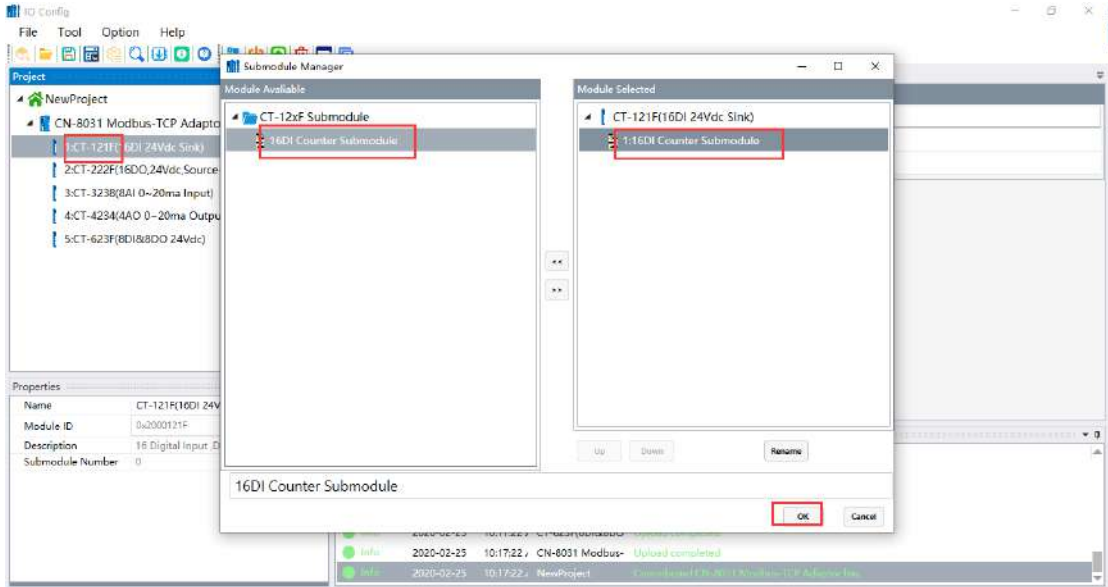 IO Config
File Tool Option Help
Project
NewProject
CN-8031 Modbus-TCP Adapto
1:CT-121F(16DI 24Vdc Sink)
2:CT-222F(16DO,24Vdc,Source
3:CT-3238(8AI 0~20ma Input)
4:CT-4234(4AO 0~20ma Outpu
5:CT-623F(8DI&8DO 24Vdc)
Properties
Name CT-121F(16DI 24V
Module ID 0x2000121F
Description 16 Digital Input ,D
Submodule Number 0
Submodule Manager
Module Avaliable
CT-12xF Submodule
16DI Counter Submodule
<<
>>
Module Selected
CT-121F(16DI 24Vdc Sink)
1:16DI Counter Submodule
Up Down Rename
16DI Counter Submodule
OK Cancel
Info 2020-02-25 10:17:22 CN-8031 Modbus- Upload completed
Info 2020-02-25 10:17:22 NewProject